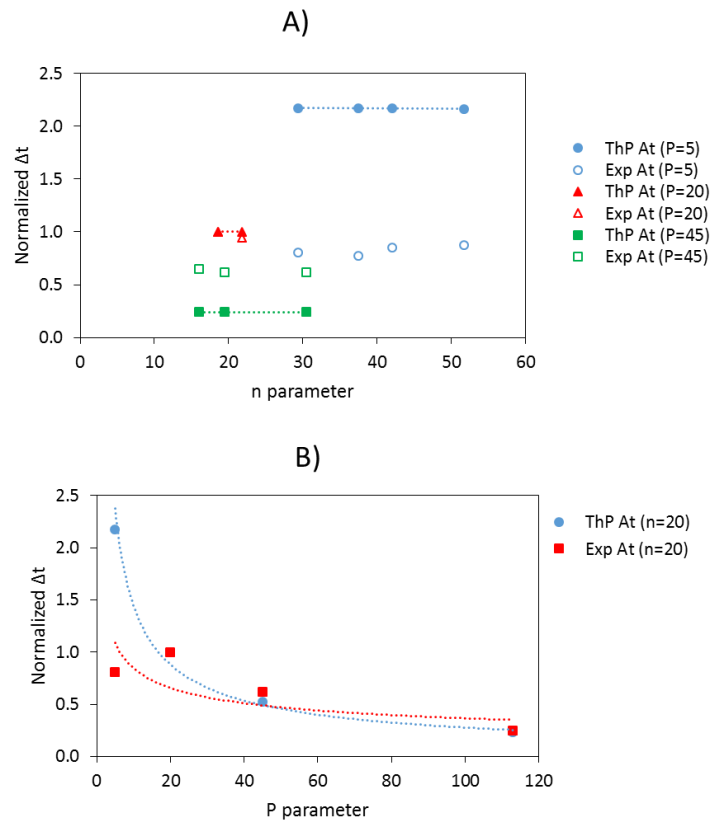 A)
Normalized Δt
2.5
2.0
1.5
1.0
0.5
0.0
0 10 20 30 40 50 60
n parameter
ThP At (P=5)
Exp At (P=5)
ThP At (P=20)
Exp At (P=20)
ThP At (P=45)
Exp At (P=45)
B)
Normalized Δt
2.5
2.0
1.5
1.0
0.5
0.0
0 20 40 60 80 100 120
P parameter
ThP At (n=20)
Exp At (n=20)